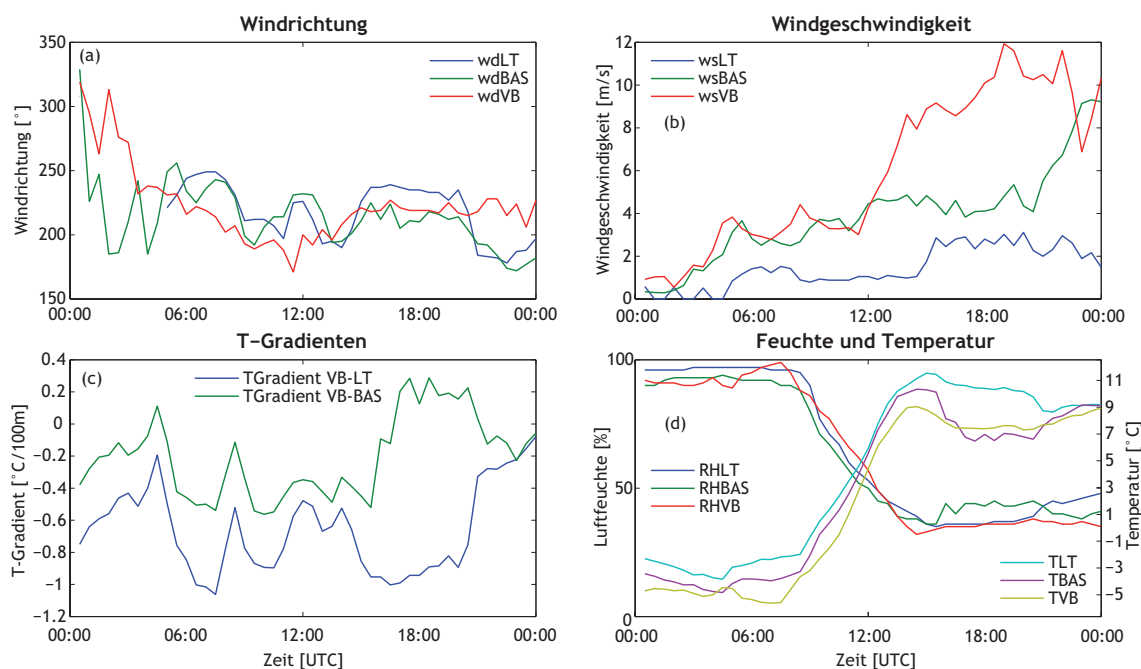 Windrichtung
350
300
250
200
150
Windrichtung [°]
(a)
wdLT
wdBAS
wdVB
00:00 06:00 12:00 18:00 00:00
Windgeschwindigkeit
12
10
8
6
4
2
0
Windgeschwindigkeit [m/s]
(b)
wsLT
wsBAS
wsVB
00:00 06:00 12:00 18:00 00:00
T-Gradienten
0.4
0.2
0
−0.2
−0.4
−0.6
−0.8
−1
−1.2
T-Gradient [°C/100m]
(c)
TGradient VB-LT
TGradient VB-BAS
00:00 06:00 12:00 18:00 00:00
Zeit [UTC]
Feuchte und Temperatur
100
50
0
Luftfeuchte [%]
(d)
RHLT
RHBAS
RHVB
TLT
TBAS
TVB
11
9
7
5
3
1
−1
−3
−5
Temperatur [°C]
00:00 06:00 12:00 18:00 00:00
Zeit [UTC]